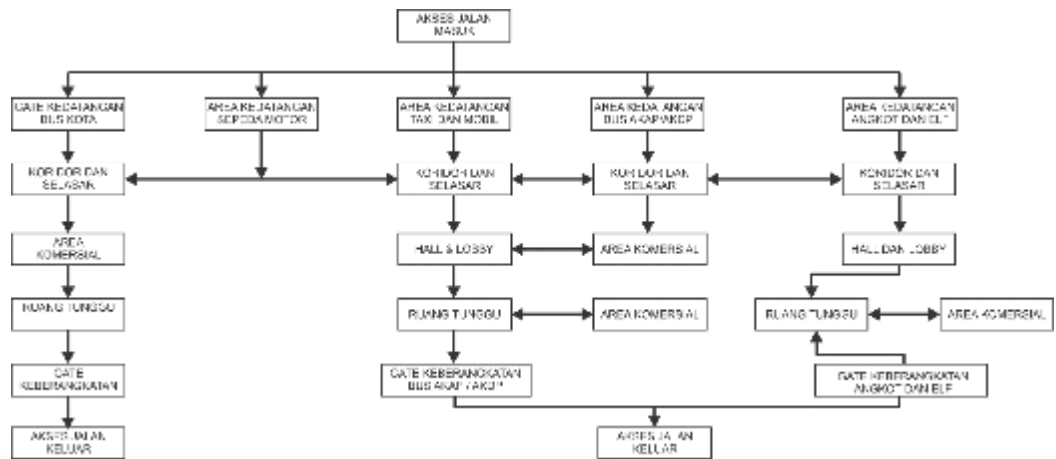 AKSES JALAN
MASUK
GATE KEDATANGAN
BUS KOTA
AREA KEDATANGAN
SEPEDA MOTOR
AREA KEDATANGAN
TAXI DAN MOBIL
AREA KEDATANGAN
BUS AKAP/AKDP
AREA KEDATANGAN
ANGKOT DAN ELF
KORIDOR DAN
SELASAR
KORIDOR DAN
SELASAR
KORIDOR DAN
SELASAR
KORIDOR DAN
SELASAR
AREA
KOMERSIAL
HALL & LOBBY
AREA KOMERSIAL
HALL DAN LOBBY
RUANG TUNGGU
RUANG TUNGGU
AREA KOMERSIAL
RUANG TUNGGU
AREA KOMERSIAL
GATE
KEBERANGKATAN
GATE KEBERANGKATAN
BUS AKAP / AKDP
GATE KEBERANGKATAN
ANGKOT DAN ELF
AKSES JALAN
KELUAR
AKSES JALAN
KELUAR